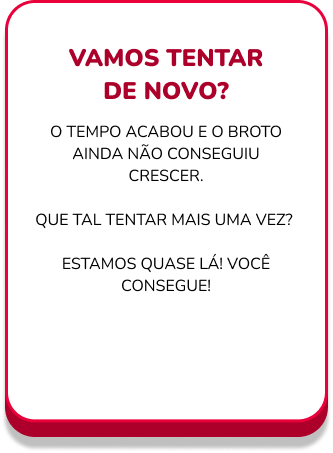 VAMOS TENTAR
DE NOVO?
O TEMPO ACABOU E O BROTO
AINDA NÃO CONSEGUIU
CRESCER.
QUE TAL TENTAR MAIS UMA VEZ?
ESTAMOS QUASE LÁ! VOCÊ
CONSEGUE!